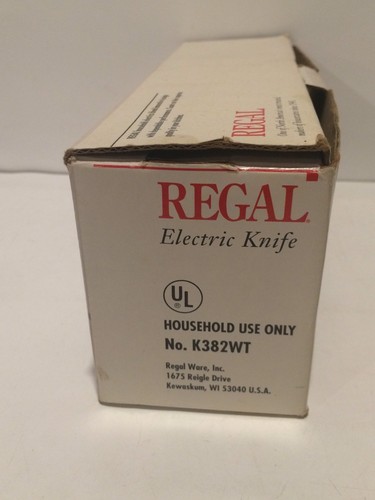 REGAL
REGAL
Electric Knife
UL
HOUSEHOLD USE ONLY
No. K382WT
Regal Ware, Inc.
1675 Reigle Drive
Kewaskum, WI 53040 U.S.A.